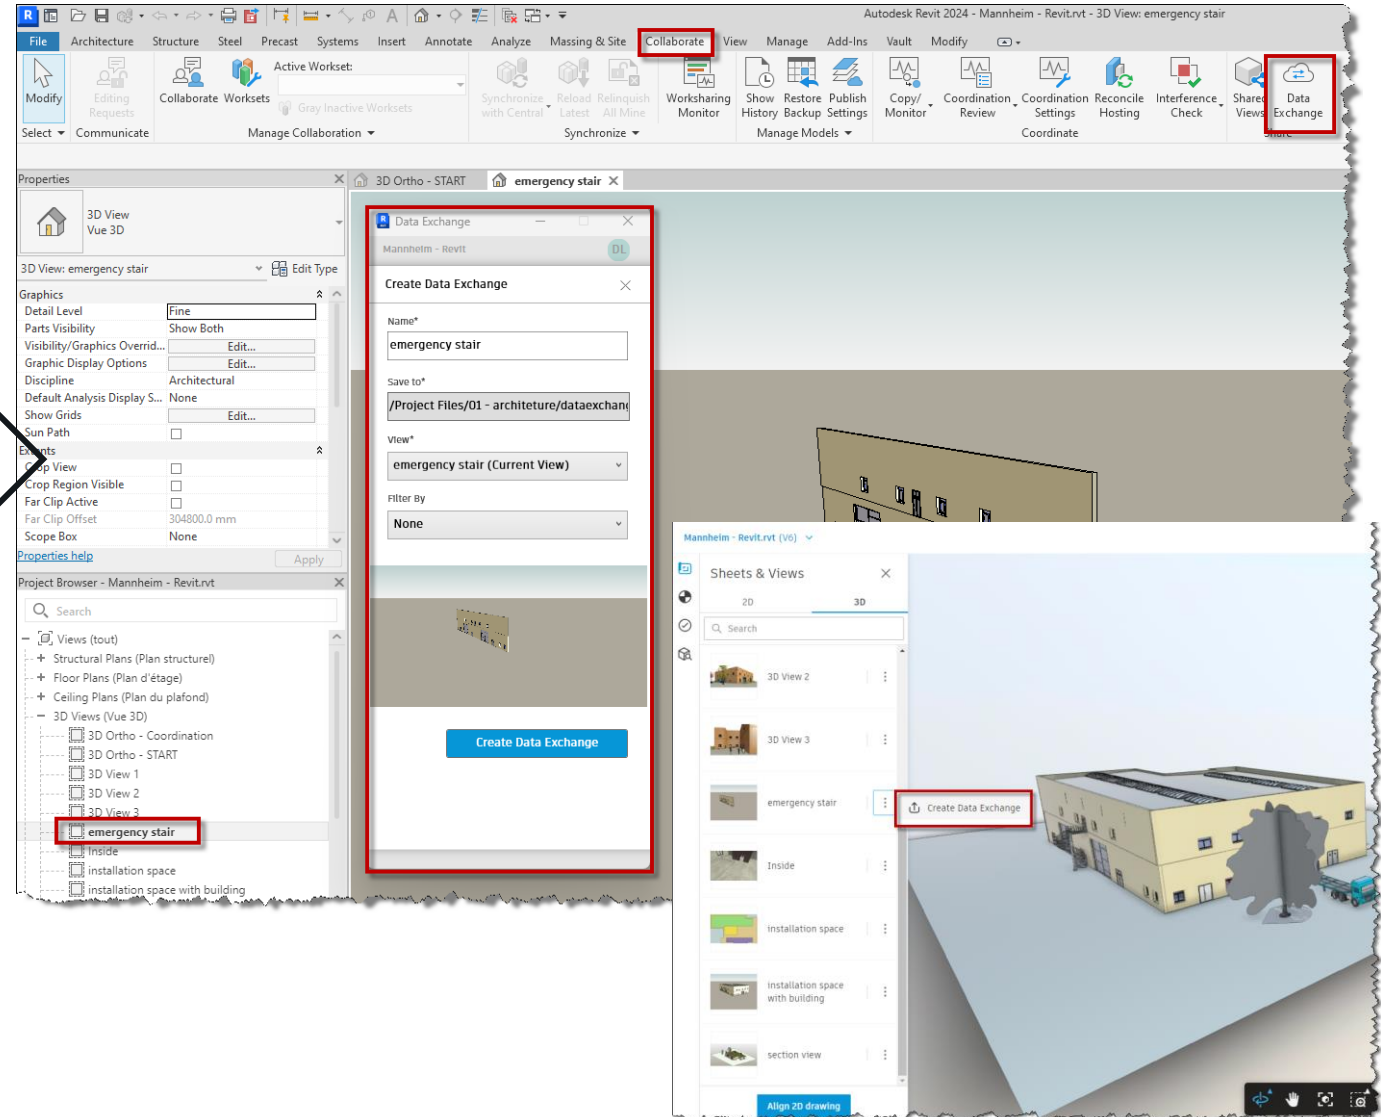 Autodesk Revit 2024 - Mannheim - Revit.rvt - 3D View: emergency stair
File Architecture Structure Steel Precast Systems Insert Annotate Analyze Massing & Site Collaborate View Manage Add-Ins Vault Modify
Modify
Editing Requests
Collaborate
Worksets
Active Workset:
Gray Inactive Worksets
Synchronize with Central
Reload Latest
Relinquish All Mine
Worksharing Monitor
Show History
Restore Backup
Publish Settings
Copy/ Monitor
Coordination Review
Coordination Settings
Reconcile Hosting
Interference Check
Shared Views
Data Exchange
Select Communicate Manage Collaboration Synchronize Manage Models Coordinate Share
Properties
3D View
Vue 3D
3D View: emergency stair Edit Type
Graphics
Detail Level Fine
Parts Visibility Show Both
Visibility/Graphics Overrid... Edit...
Graphic Display Options Edit...
Discipline Architectural
Default Analysis Display S... None
Show Grids Edit...
Sun Path
Extents
Crop View
Crop Region Visible
Far Clip Active
Far Clip Offset 304800.0 mm
Scope Box None
Properties help Apply
Project Browser - Mannheim - Revit.rvt
Search
Views (tout)
Structural Plans (Plan structurel)
Floor Plans (Plan d'étage)
Ceiling Plans (Plan du plafond)
3D Views (Vue 3D)
3D Ortho - Coordination
3D Ortho - START
3D View 1
3D View 2
3D View 3
emergency stair
Inside
installation space
installation space with building
3D Ortho - START emergency stair
Data Exchange
Mannheim - Revit DL
Create Data Exchange
Name*
emergency stair
Save to*
/Project Files/01 - architeture/dataexchang
View*
emergency stair (Current View)
Filter By
None
Create Data Exchange
Mannheim - Revit.rvt (V6)
Sheets & Views
2D 3D
Search
3D View 2
3D View 3
emergency stair
Create Data Exchange
Inside
installation space
installation space
with building
section view
Align 2D drawing